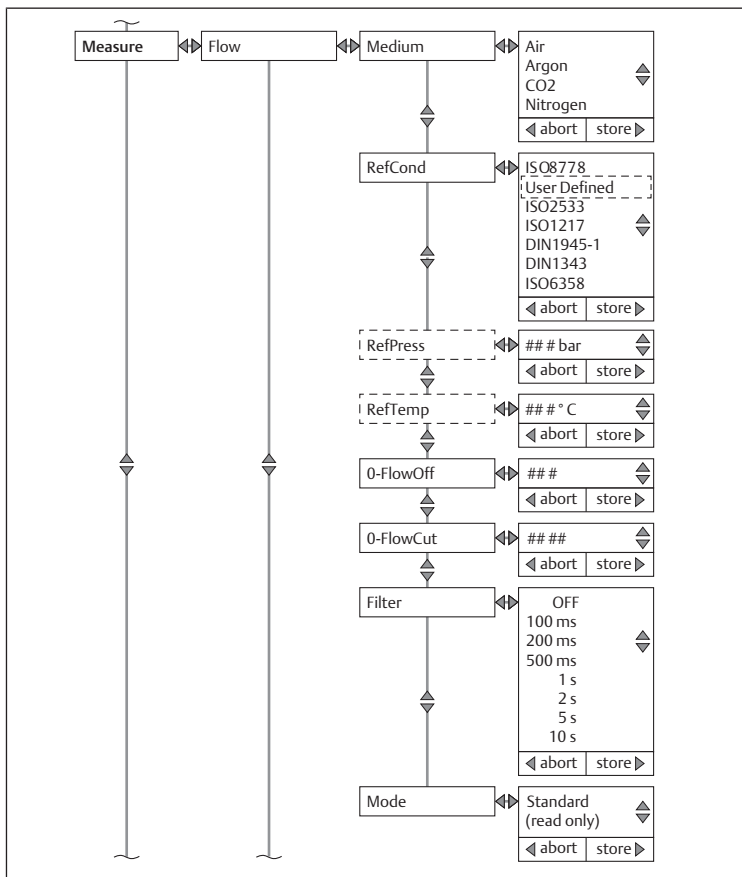 Measure
Flow
Medium
Air
Argon
CO2
Nitrogen
abort
store
RefCond
ISO8778
User Defined
ISO2533
ISO1217
DIN1945-1
DIN1343
ISO6358
abort
store
RefPress
## # bar
abort
store
RefTemp
## # ° C
abort
store
0-FlowOff
## #
abort
store
0-FlowCut
## ##
abort
store
Filter
OFF
100 ms
200 ms
500 ms
1 s
2 s
5 s
10 s
abort
store
Mode
Standard
(read only)
abort
store